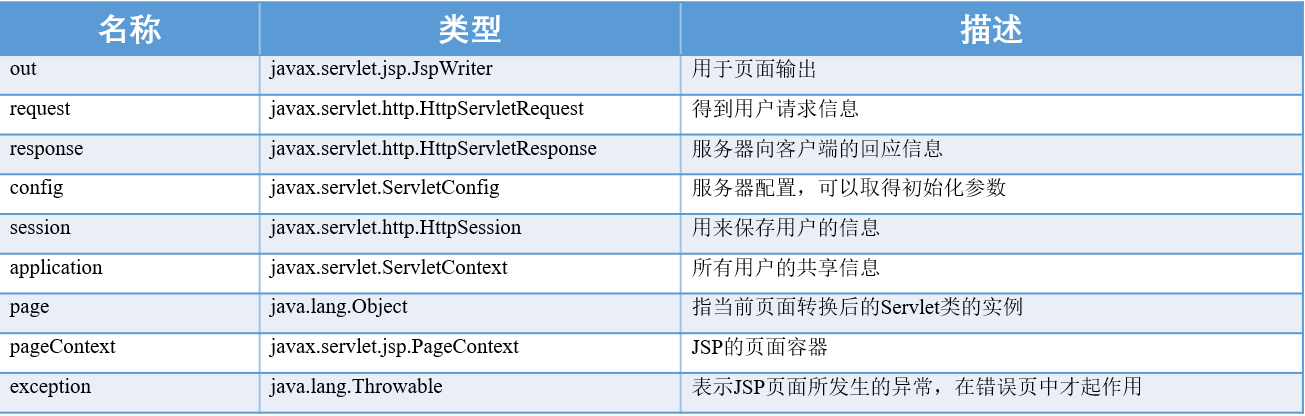 名称 类型 描述
out javax.servlet.jsp.JspWriter 用于页面输出
request javax.servlet.http.HttpServletRequest 得到用户请求信息
response javax.servlet.http.HttpServletResponse 服务器向客户端的回应信息
config javax.servlet.ServletConfig 服务器配置，可以取得初始化参数
session javax.servlet.http.HttpSession 用来保存用户的信息
application javax.servlet.ServletContext 所有用户的共享信息
page java.lang.Object 指当前页面转换后的Servlet类的实例
pageContext javax.servlet.jsp.PageContext JSP的页面容器
exception java.lang.Throwable 表示JSP页面所发生的异常，在错误页中才起作用